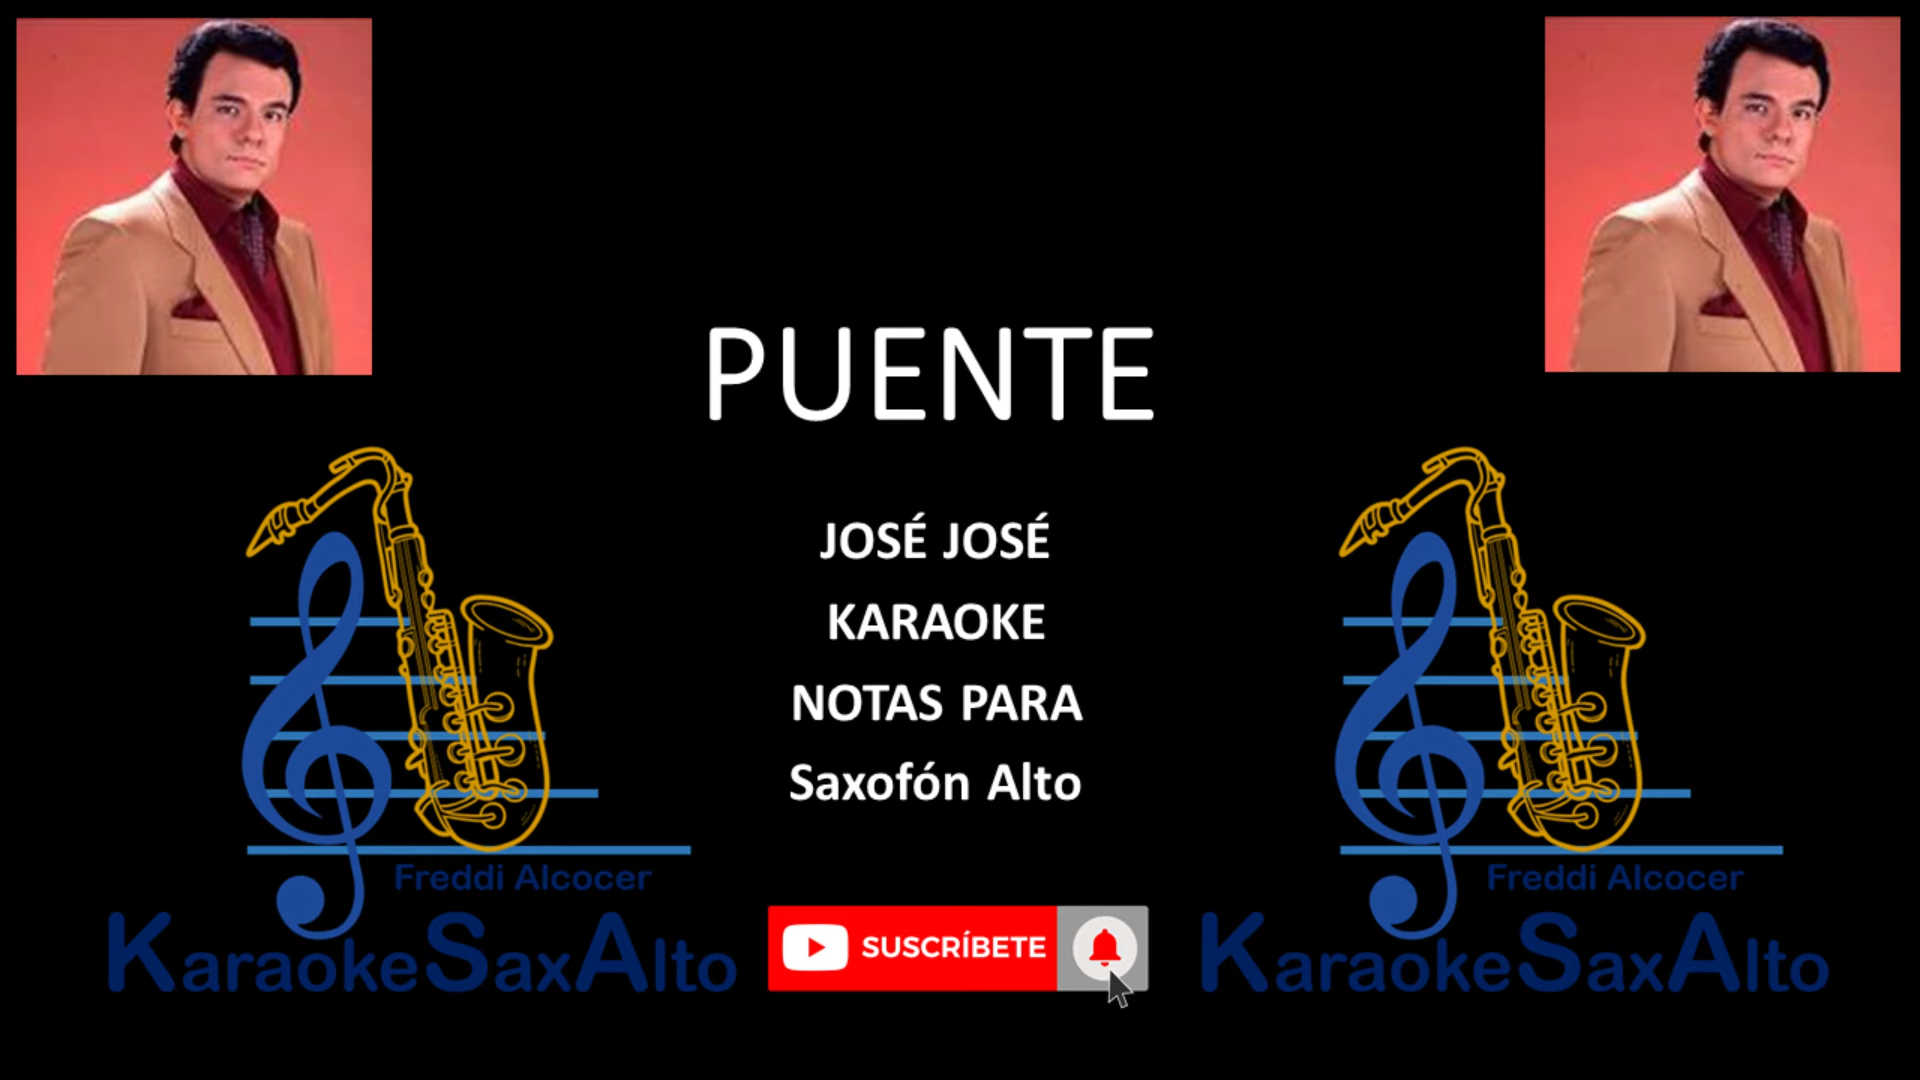 PUENTE
JOSÉ JOSÉ
KARAOKE
NOTAS PARA
Saxofón Alto
Freddi Alcocer
KaraokeSaxAlto
SUSCRÍBETE
Freddi Alcocer
KaraokeSaxAlto